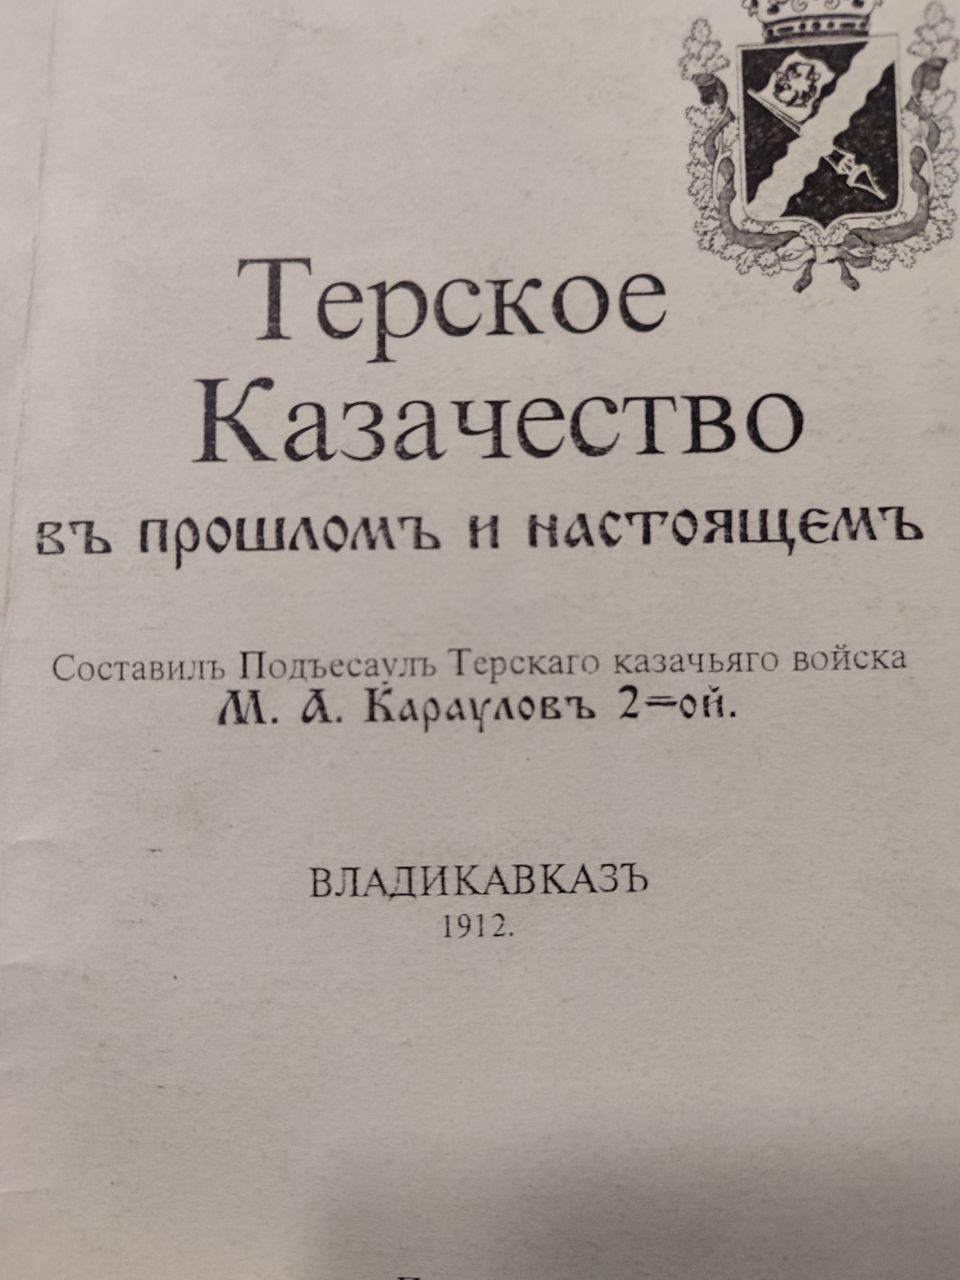 Терское
Казачество
въ прошломъ и настоящемъ
Составилъ Подъесаулъ Терскаго казачьяго войска
М. А. Карауловъ 2=ой.
ВЛАДИКАВКАЗЪ
1912.